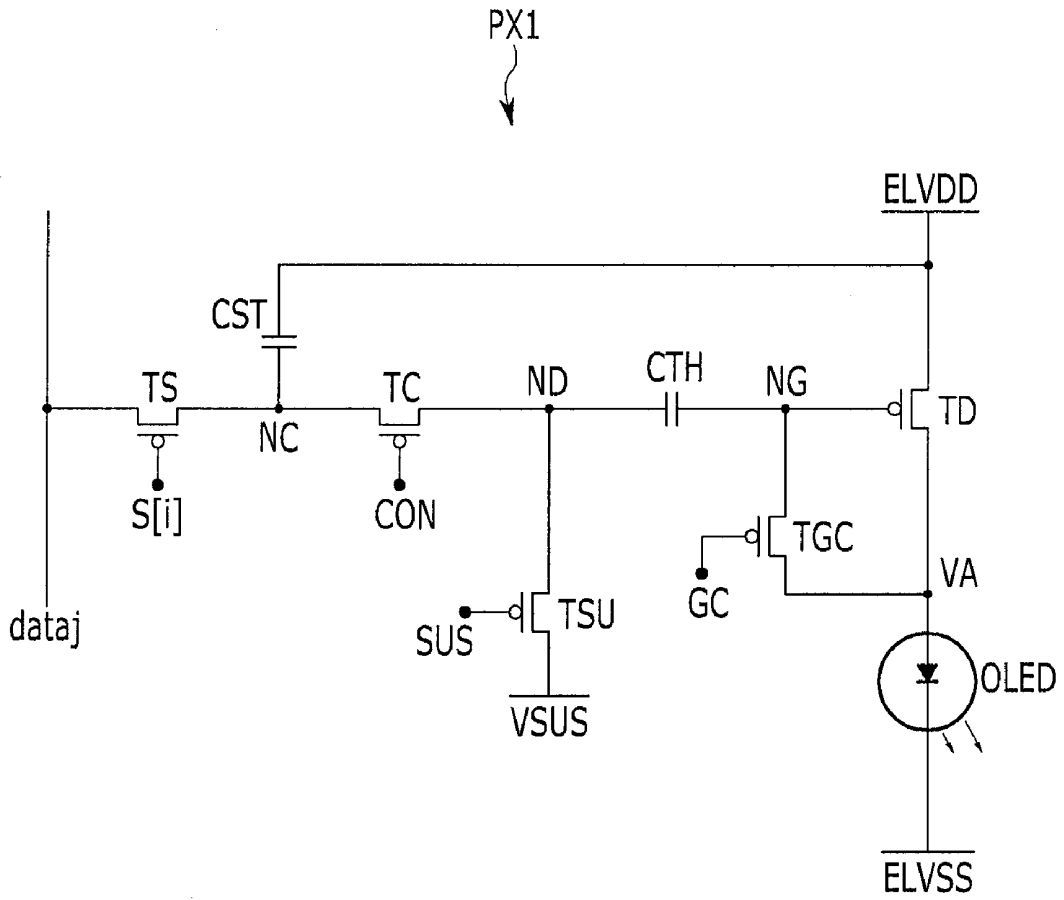 PX1
ELVDD
CST
TS
TC
ND
CTH
NG
TD
NC
S[i]
CON
TGC
GC
VA
dataj
SUS
TSU
OLED
VSUS
ELVSS